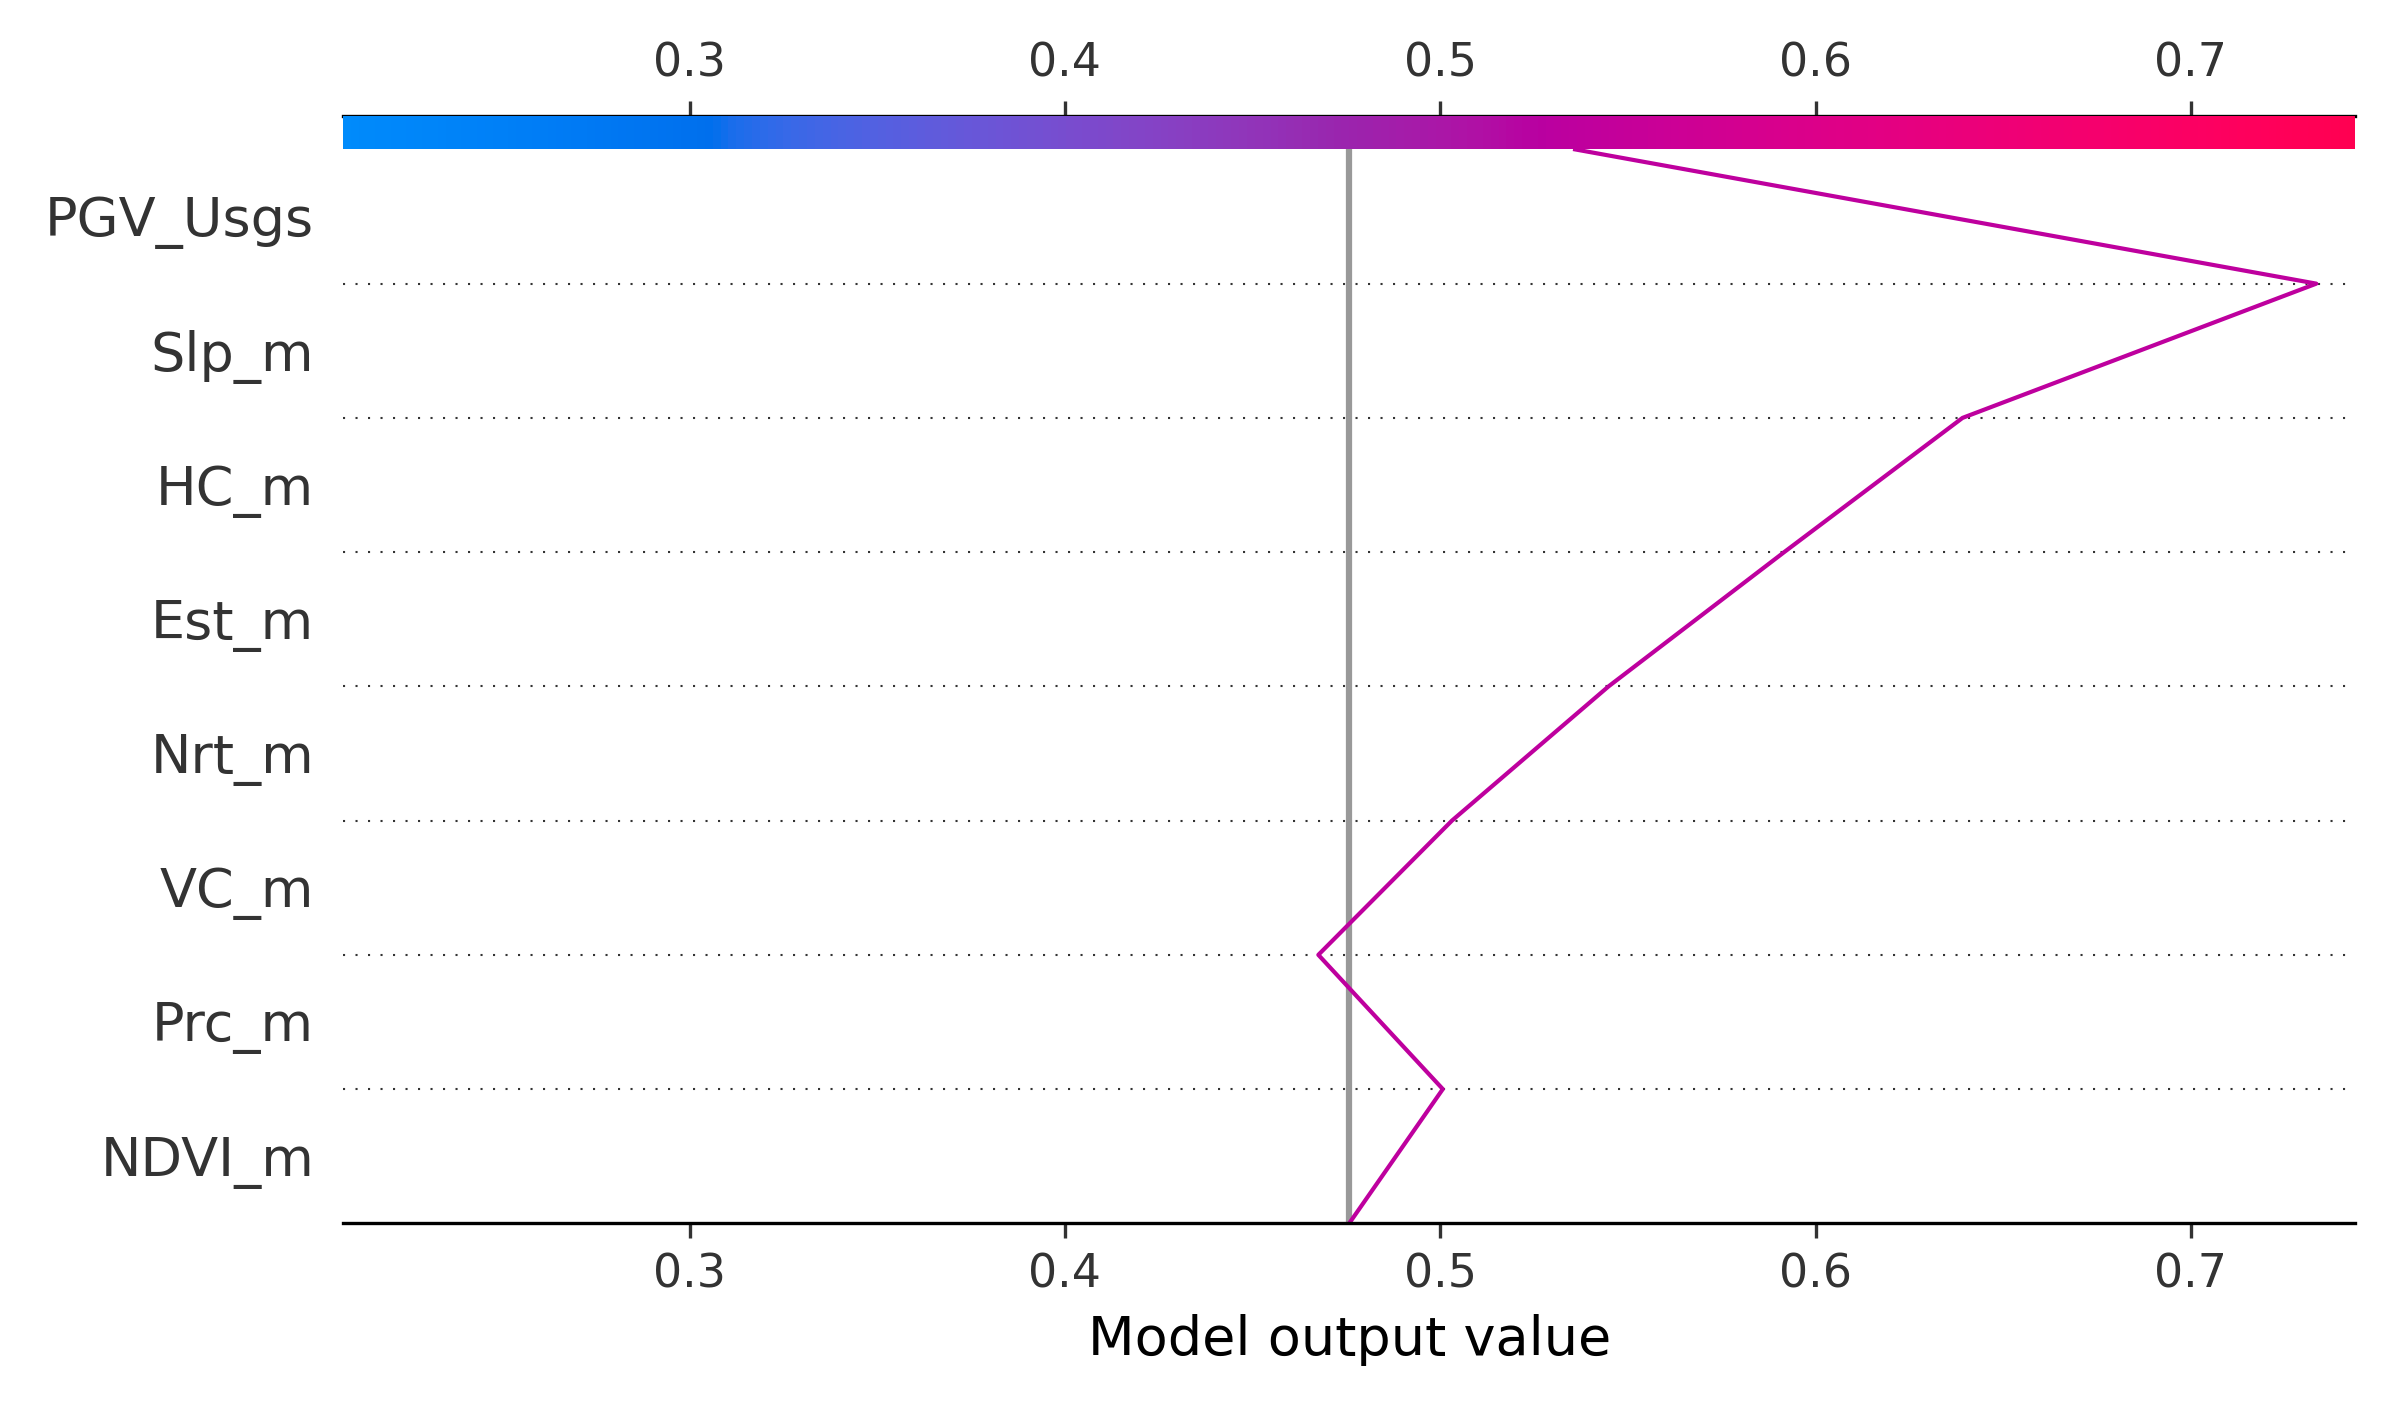 0.3 0.4 0.5 0.6 0.7
PGV_Usgs
Slp_m
HC_m
Est_m
Nrt_m
VC_m
Prc_m
NDVI_m
0.3 0.4 0.5 0.6 0.7
Model output value